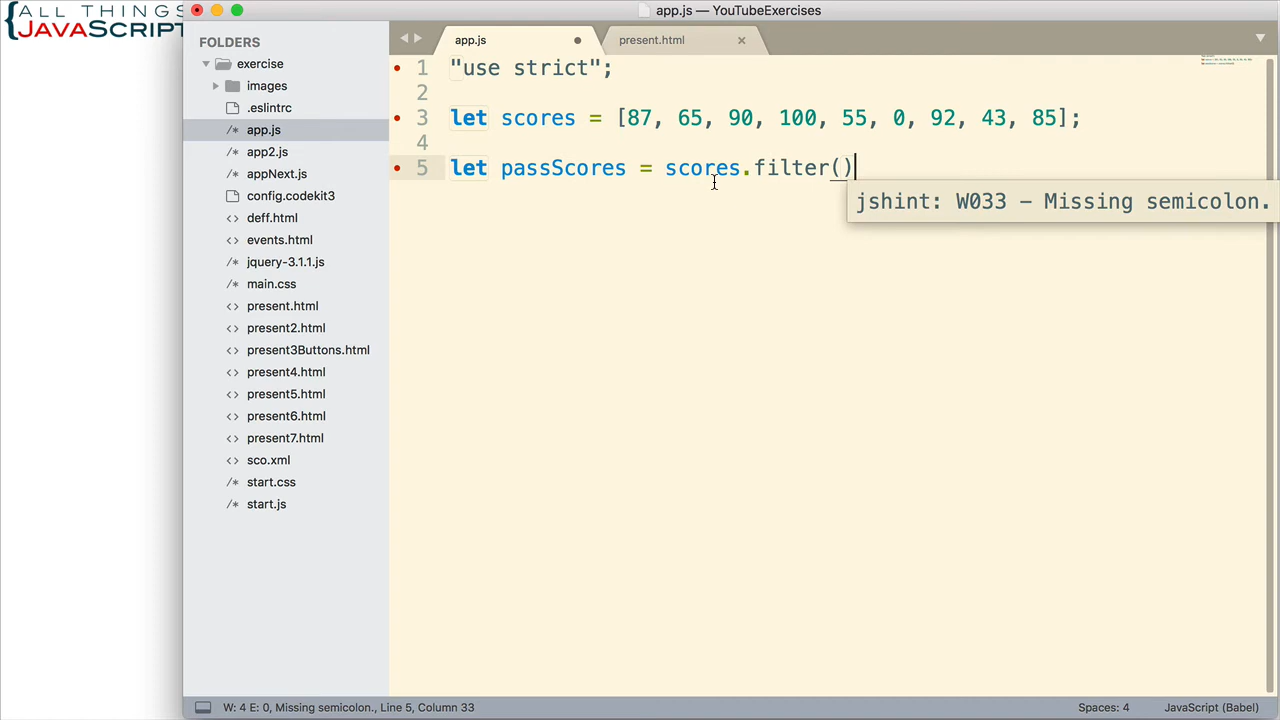 {ALL THINGS
JAVASCRIPT
app.js — YouTubeExercises
FOLDERS
exercise
images
.eslintrc
app.js
app2.js
appNext.js
config.codekit3
deff.html
events.html
jquery-3.1.1.js
main.css
present.html
present2.html
present3Buttons.html
present4.html
present5.html
present6.html
present7.html
sco.xml
start.css
start.js
app.js
present.html
1 "use strict";
2
3 let scores = [87, 65, 90, 100, 55, 0, 92, 43, 85];
4
5 let passScores = scores.filter()
jshint: W033 – Missing semicolon.
W: 4 E: 0, Missing semicolon., Line 5, Column 33
Spaces: 4
JavaScript (Babel)